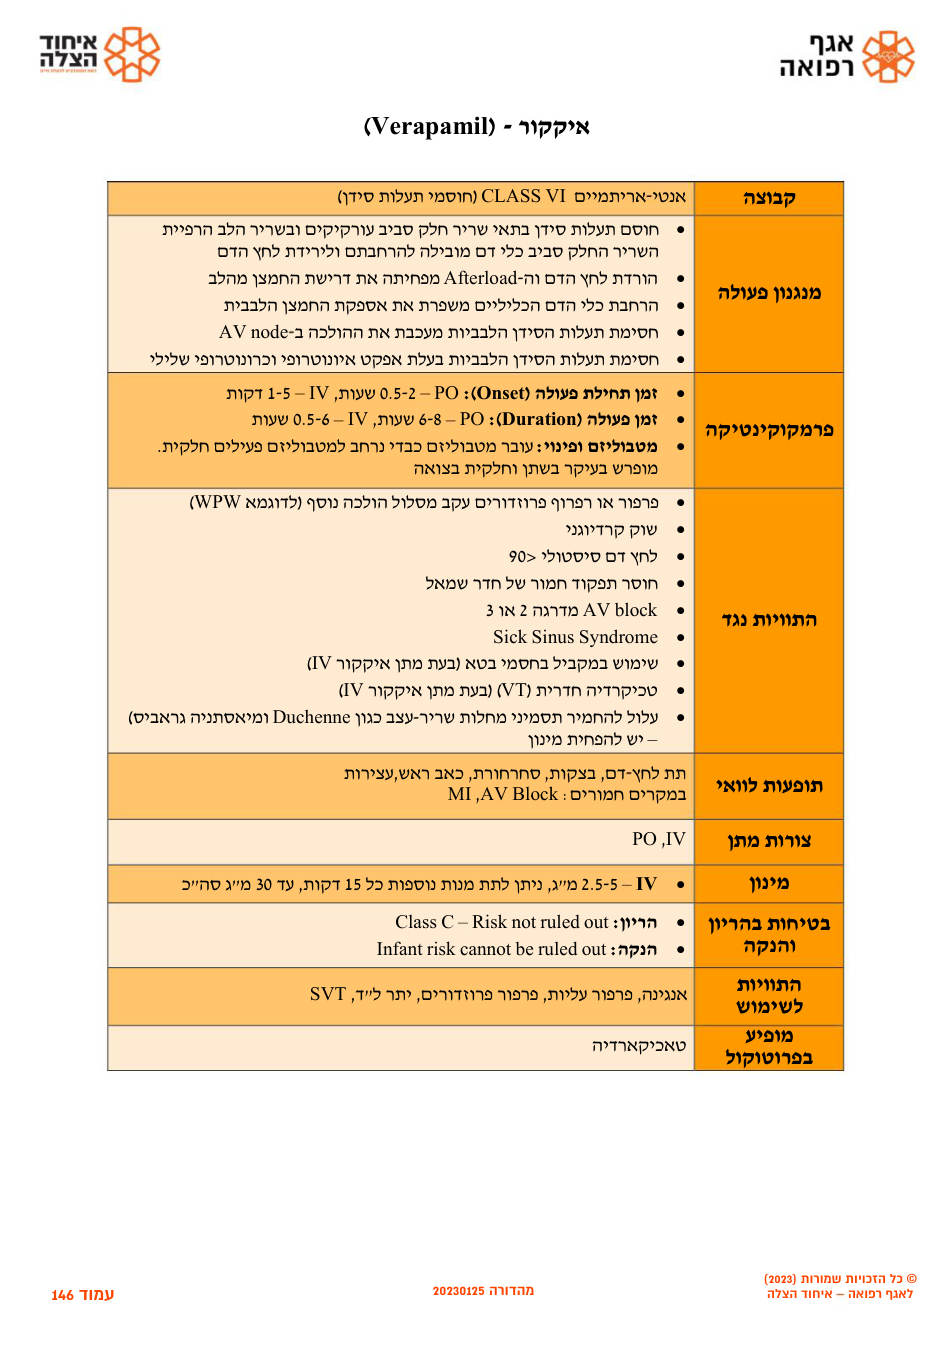 איחוד
הצלה
אגף
רפואה
איקקור - (Verapamil)
קבוצה
אנטי-אריתמיים CLASS VI (חוסמי תעלות סידן)
מנגנון פעולה
• חוסם תעלות סידן בתאי שריר חלק סביב עורקיקים ובשריר הלב הרפיית
השריר החלק סביב כלי דם מובילה להרחבתם ולירידת לחץ הדם
• הורדת לחץ הדם וה-Afterload מפחיתה את דרישת החמצן מהלב
• הרחבת כלי הדם הכליליים משפרת את אספקת החמצן הלבבית
• חסימת תעלות הסידן הלבביות מעכבת את ההולכה ב-AV node
• חסימת תעלות הסידן הלבביות בעלת אפקט איונוטרופי וכרונוטרופי שלילי
פרמקוקינטיקה
• זמן תחילת פעולה (Onset): PO – 0.5-2 שעות, IV – 1-5 דקות
• זמן פעולה (Duration): PO – 6-8 שעות, IV – 0.5-6 שעות
• מטבוליזם ופינוי: עובר מטבוליזם כבדי נרחב למטבוליזם פעילים חלקית.
מופרש בעיקר בשתן וחלקית בצואה
התוויות נגד
• פרפור או רפרוף פרוזדורים עקב מסלול הולכה נוסף (לדוגמא WPW)
• שוק קרדיוגני
• לחץ דם סיסטולי <90
• חוסר תפקוד חמור של חדר שמאל
• AV block מדרגה 2 או 3
• Sick Sinus Syndrome
• שימוש במקביל בחסמי בטא (בעת מתן איקקור IV)
• טכיקרדיה חדרית (VT) (בעת מתן איקקור IV)
• עלול להחמיר תסמיני מחלות שריר-עצב כגון Duchenne ומיאסתניה גראביס)
– יש להפחית מינון
תופעות לוואי
תת לחץ-דם, בצקות, סחרחורת, כאב ראש,עצירות
במקרים חמורים: MI ,AV Block
צורות מתן
PO ,IV
מינון
• IV – 2.5-5 מ״ג, ניתן לתת מנות נוספות כל 15 דקות, עד 30 מ״ג סה״כ
בטיחות בהריון
והנקה
• הריון: Class C – Risk not ruled out
• הנקה: Infant risk cannot be ruled out
התוויות
לשימוש
אנגינה, פרפור עליות, פרפור פרוזדורים, יתר ל״ד, SVT
מופיע
בפרוטוקול
טאכיקארדיה
© כל הזכויות שמורות (2023)
לאגף רפואה – איחוד הצלה
מהדורה 20230125
עמוד 146